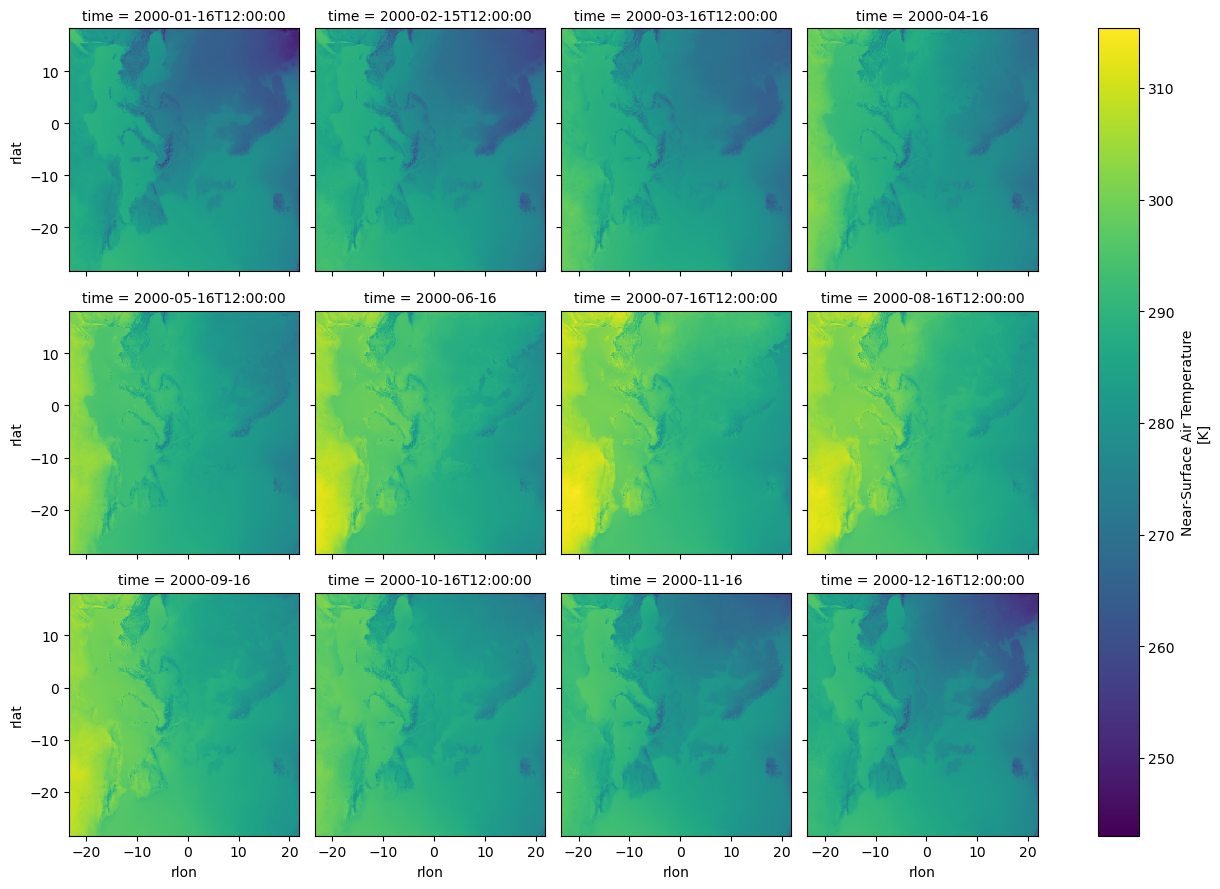 time = 2000-01-16T12:00:00
time = 2000-02-15T12:00:00
time = 2000-03-16T12:00:00
time = 2000-04-16
10
0
−10
−20
rlat
−20
−10
0
10
20
−20
−10
0
10
20
−20
−10
0
10
20
−20
−10
0
10
20
rlon
rlon
rlon
rlon
time = 2000-05-16T12:00:00
time = 2000-06-16
time = 2000-07-16T12:00:00
time = 2000-08-16T12:00:00
10
0
−10
−20
rlat
time = 2000-09-16
time = 2000-10-16T12:00:00
time = 2000-11-16
time = 2000-12-16T12:00:00
10
0
−10
−20
rlat
310
300
290
280
270
260
250
Near-Surface Air Temperature
[K]